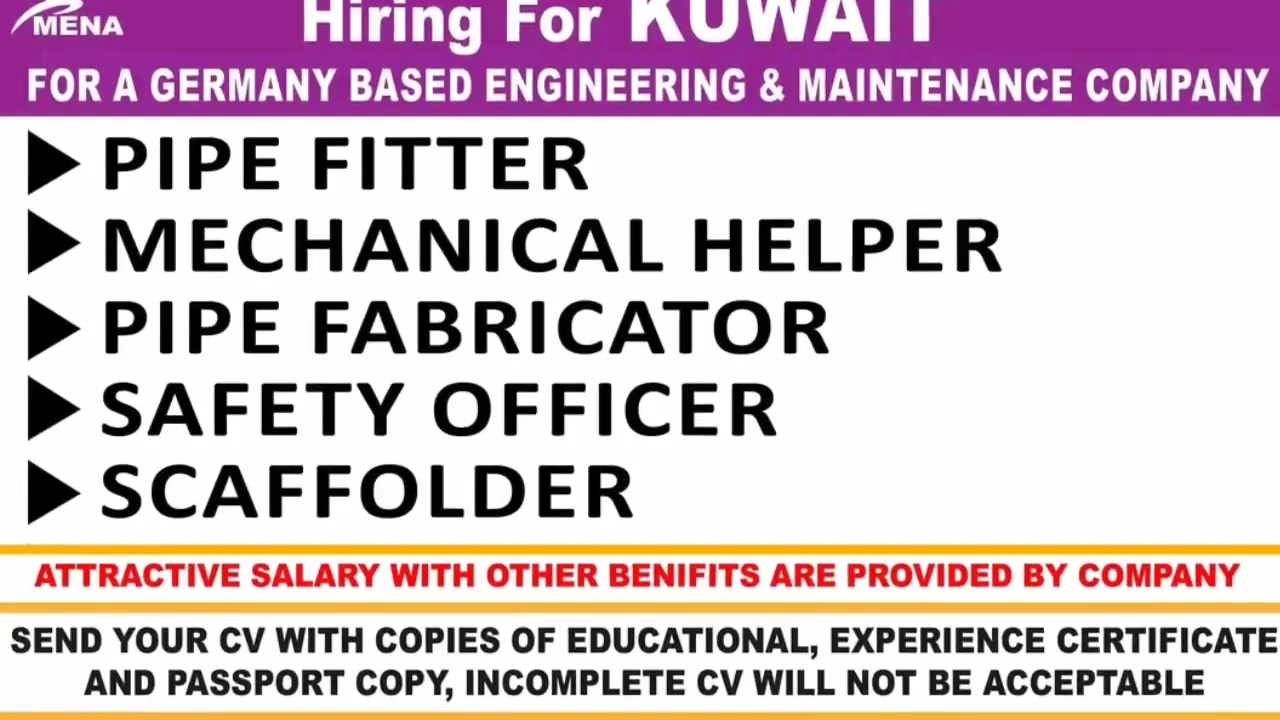 MENA
Hiring For KUWAIT
FOR A GERMANY BASED ENGINEERING & MAINTENANCE COMPANY
PIPE FITTER
MECHANICAL HELPER
PIPE FABRICATOR
SAFETY OFFICER
SCAFFOLDER
ATTRACTIVE SALARY WITH OTHER BENIFITS ARE PROVIDED BY COMPANY
SEND YOUR CV WITH COPIES OF EDUCATIONAL, EXPERIENCE CERTIFICATE
AND PASSPORT COPY, INCOMPLETE CV WILL NOT BE ACCEPTABLE